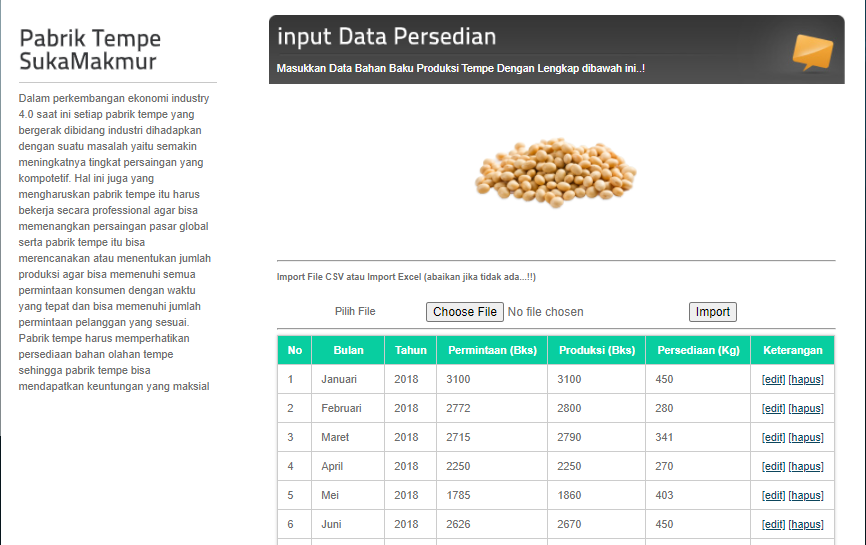 Pabrik Tempe
SukaMakmur
Dalam perkembangan ekonomi industry
4.0 saat ini setiap pabrik tempe yang
bergerak dibidang industri dihadapkan
dengan suatu masalah yaitu semakin
meningkatnya tingkat persaingan yang
kompotetif. Hal ini juga yang
mengharuskan pabrik tempe itu harus
bekerja secara professional agar bisa
memenangkan persaingan pasar global
serta pabrik tempe itu bisa
merencanakan atau menentukan jumlah
produksi agar bisa memenuhi semua
permintaan konsumen dengan waktu
yang tepat dan bisa memenuhi jumlah
permintaan pelanggan yang sesuai.
Pabrik tempe harus memperhatikan
persediaan bahan olahan tempe
sehingga pabrik tempe bisa
mendapatkan keuntungan yang maksial
input Data Persedian
Masukkan Data Bahan Baku Produksi Tempe Dengan Lengkap dibawah ini..!
Import File CSV atau Import Excel (abaikan jika tidak ada...!!)
Pilih File Choose File No file chosen Import
No Bulan Tahun Permintaan (Bks) Produksi (Bks) Persediaan (Kg) Keterangan
1 Januari 2018 3100 3100 450 [edit] [hapus]
2 Februari 2018 2772 2800 280 [edit] [hapus]
3 Maret 2018 2715 2790 341 [edit] [hapus]
4 April 2018 2250 2250 270 [edit] [hapus]
5 Mei 2018 1785 1860 403 [edit] [hapus]
6 Juni 2018 2626 2670 450 [edit] [hapus]